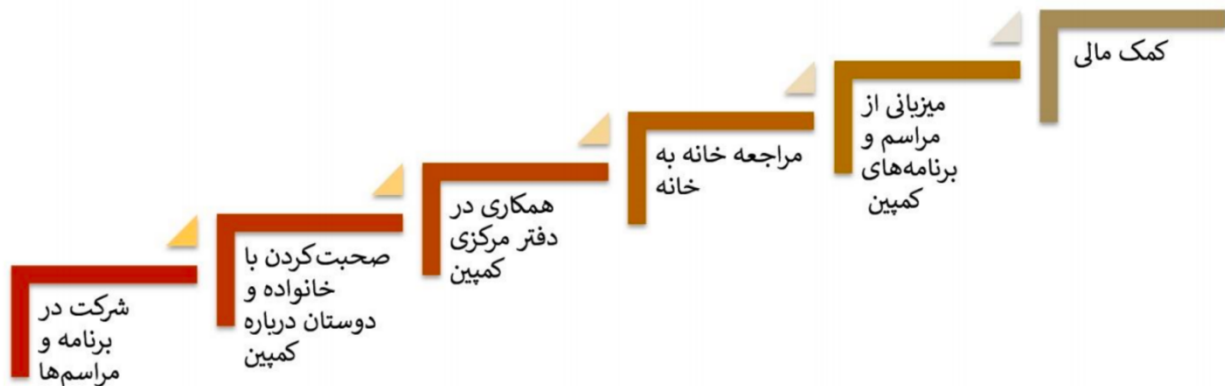 شرکت در
برنامه و
مراسم‌ها
صحبت‌کردن با
خانواده و
دوستان درباره
کمپین
همکاری در
دفتر مرکزی
کمپین
مراجعه خانه به
خانه
میزبانی از
مراسم و
برنامه‌های
کمپین
کمک مالی